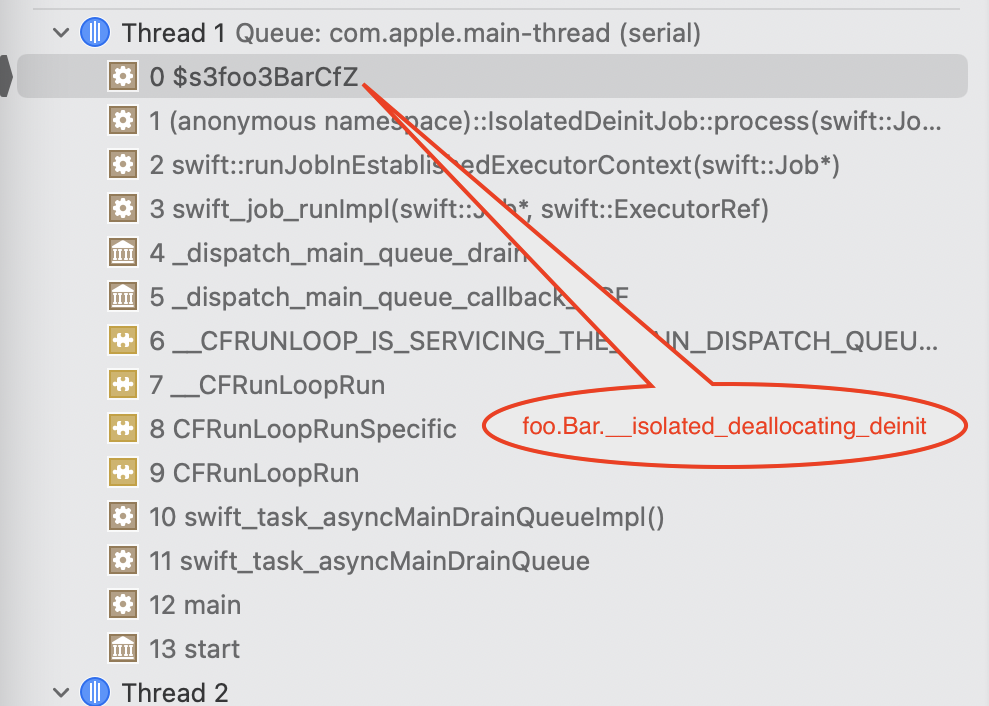 Thread 1 Queue: com.apple.main-thread (serial)
0 $s3foo3BarCfZ
1 (anonymous namespace)::IsolatedDeinitJob::process(swift::Jo...
2 swift::runJobInEstablishedExecutorContext(swift::Job*)
3 swift_job_runImpl(swift::Job*, swift::ExecutorRef)
4 _dispatch_main_queue_drain
5 _dispatch_main_queue_callback_4CF
6 __CFRUNLOOP_IS_SERVICING_THE_MAIN_DISPATCH_QUEU...
7 __CFRunLoopRun
8 CFRunLoopRunSpecific
foo.Bar.__isolated_deallocating_deinit
9 CFRunLoopRun
10 swift_task_asyncMainDrainQueueImpl()
11 swift_task_asyncMainDrainQueue
12 main
13 start
Thread 2